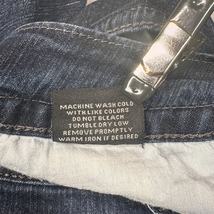 MACHINE WASH COLD
WITH LIKE COLORS
DO NOT BLEACH
TUMBLE DRY LOW
REMOVE PROMPTLY
WARM IRON IF DESIRED